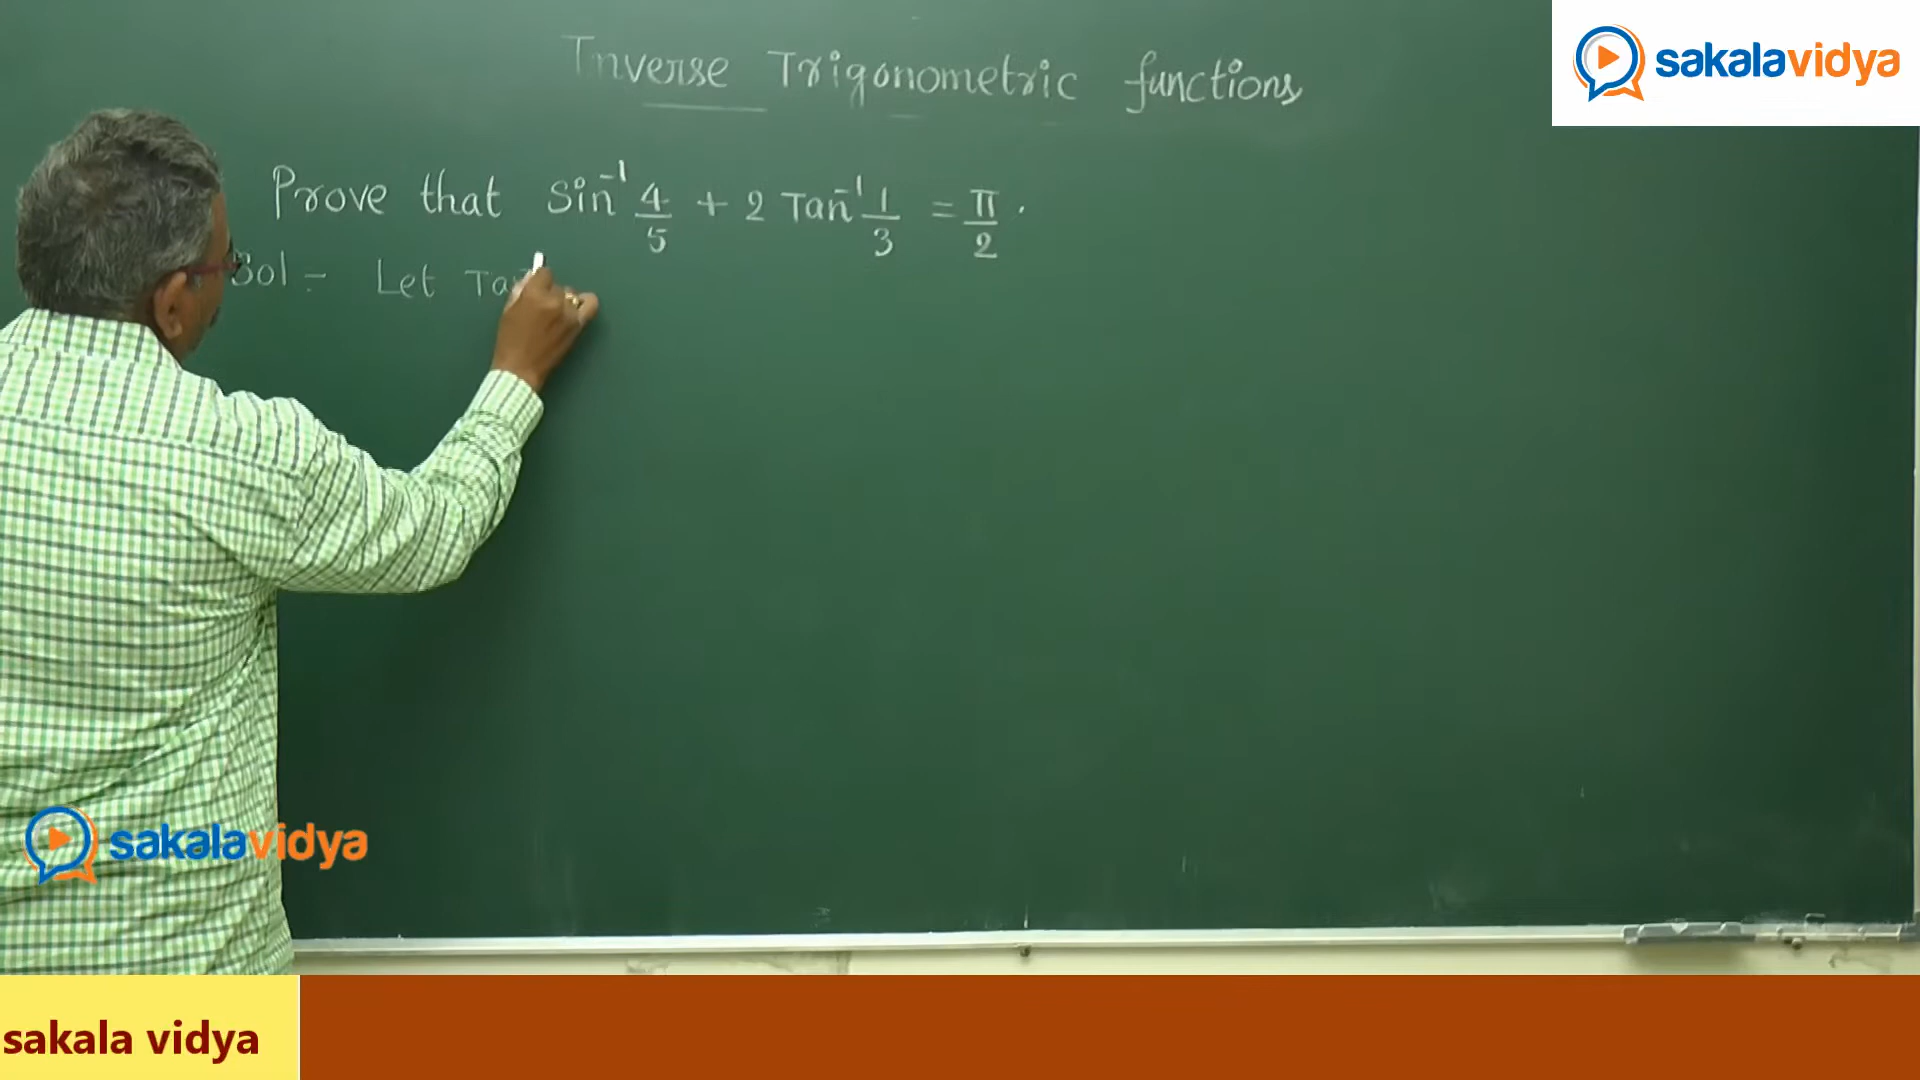 Inverse Trigonometric functions
sakalavidya
Prove that Sin⁻¹ 4/5 + 2 Tan⁻¹ 1/3 = π/2 .
Sol :- Let Tan
sakalavidya
sakala vidya